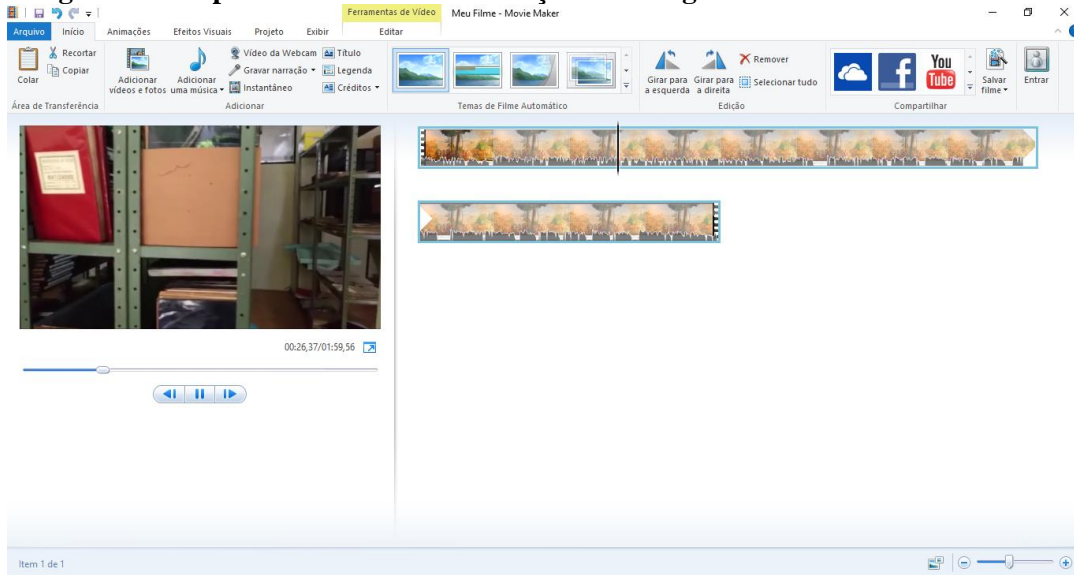 Ferramentas de Vídeo
Meu Filme - Movie Maker
Arquivo
Início
Animações
Efeitos Visuais
Projeto
Exibir
Editar
Colar
Recortar
Copiar
Área de Transferência
Adicionar
vídeos e fotos
Adicionar
uma música
Vídeo da Webcam
Gravar narração
Instantâneo
Título
Legenda
Créditos
Adicionar
Temas de Filme Automático
Girar para
a esquerda
Girar para
a direita
Remover
Selecionar tudo
Edição
f
You
Tube
Compartilhar
Salvar
filme
Entrar
00:26,37/01:59,56
Item 1 de 1